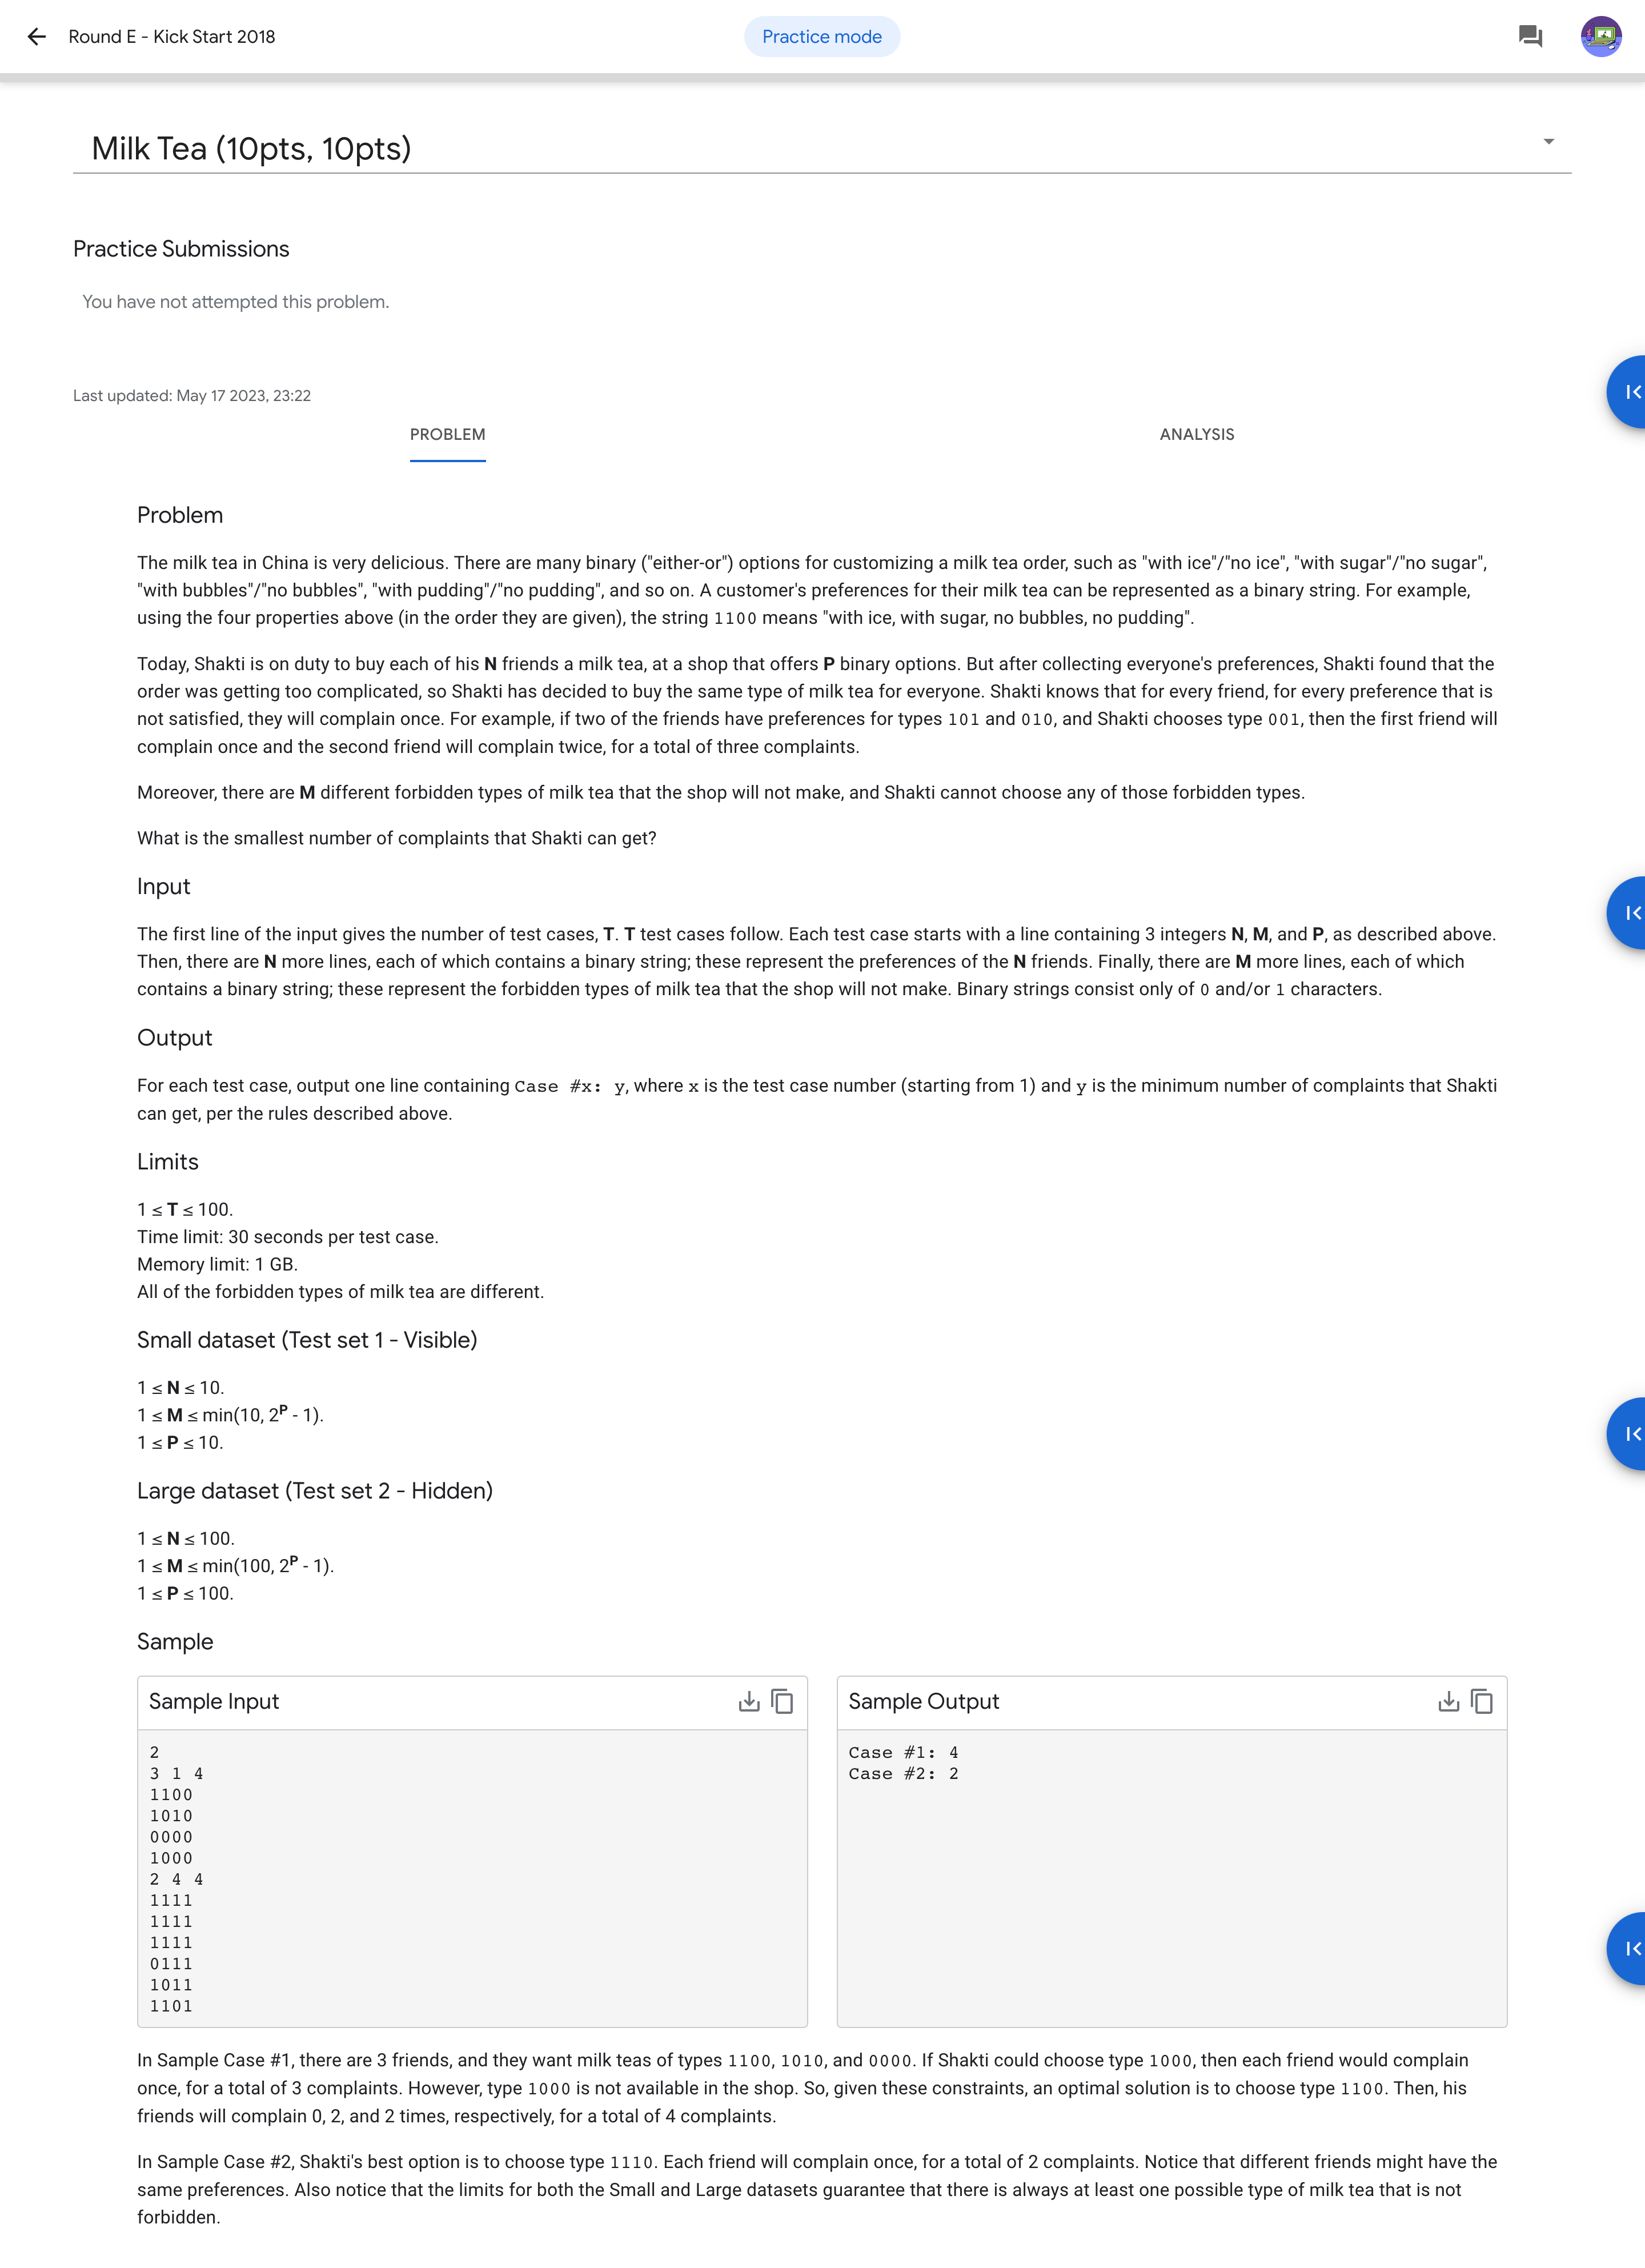 Round E - Kick Start 2018
Practice mode
Milk Tea (10pts, 10pts)
Practice Submissions
You have not attempted this problem.
Last updated: May 17 2023, 23:22
PROBLEM
ANALYSIS
Problem
The milk tea in China is very delicious. There are many binary ("either-or") options for customizing a milk tea order, such as "with ice"/"no ice", "with sugar"/"no sugar",
"with bubbles"/"no bubbles", "with pudding"/"no pudding", and so on. A customer's preferences for their milk tea can be represented as a binary string. For example,
using the four properties above (in the order they are given), the string 1100 means "with ice, with sugar, no bubbles, no pudding".
Today, Shakti is on duty to buy each of his N friends a milk tea, at a shop that offers P binary options. But after collecting everyone's preferences, Shakti found that the
order was getting too complicated, so Shakti has decided to buy the same type of milk tea for everyone. Shakti knows that for every friend, for every preference that is
not satisfied, they will complain once. For example, if two of the friends have preferences for types 101 and 010, and Shakti chooses type 001, then the first friend will
complain once and the second friend will complain twice, for a total of three complaints.
Moreover, there are M different forbidden types of milk tea that the shop will not make, and Shakti cannot choose any of those forbidden types.
What is the smallest number of complaints that Shakti can get?
Input
The first line of the input gives the number of test cases, T. T test cases follow. Each test case starts with a line containing 3 integers N, M, and P, as described above.
Then, there are N more lines, each of which contains a binary string; these represent the preferences of the N friends. Finally, there are M more lines, each of which
contains a binary string; these represent the forbidden types of milk tea that the shop will not make. Binary strings consist only of 0 and/or 1 characters.
Output
For each test case, output one line containing Case #x: y, where x is the test case number (starting from 1) and y is the minimum number of complaints that Shakti
can get, per the rules described above.
Limits
1 ≤ T ≤ 100.
Time limit: 30 seconds per test case.
Memory limit: 1 GB.
All of the forbidden types of milk tea are different.
Small dataset (Test set 1 - Visible)
1 ≤ N ≤ 10.
1 ≤ M ≤ min(10, 2^P - 1).
1 ≤ P ≤ 10.
Large dataset (Test set 2 - Hidden)
1 ≤ N ≤ 100.
1 ≤ M ≤ min(100, 2^P - 1).
1 ≤ P ≤ 100.
Sample
Sample Input
2
3 1 4
1100
1010
0000
1000
2 4 4
1111
1111
1111
0111
1011
1101
Sample Output
Case #1: 4
Case #2: 2
In Sample Case #1, there are 3 friends, and they want milk teas of types 1100, 1010, and 0000. If Shakti could choose type 1000, then each friend would complain
once, for a total of 3 complaints. However, type 1000 is not available in the shop. So, given these constraints, an optimal solution is to choose type 1100. Then, his
friends will complain 0, 2, and 2 times, respectively, for a total of 4 complaints.
In Sample Case #2, Shakti's best option is to choose type 1110. Each friend will complain once, for a total of 2 complaints. Notice that different friends might have the
same preferences. Also notice that the limits for both the Small and Large datasets guarantee that there is always at least one possible type of milk tea that is not
forbidden.